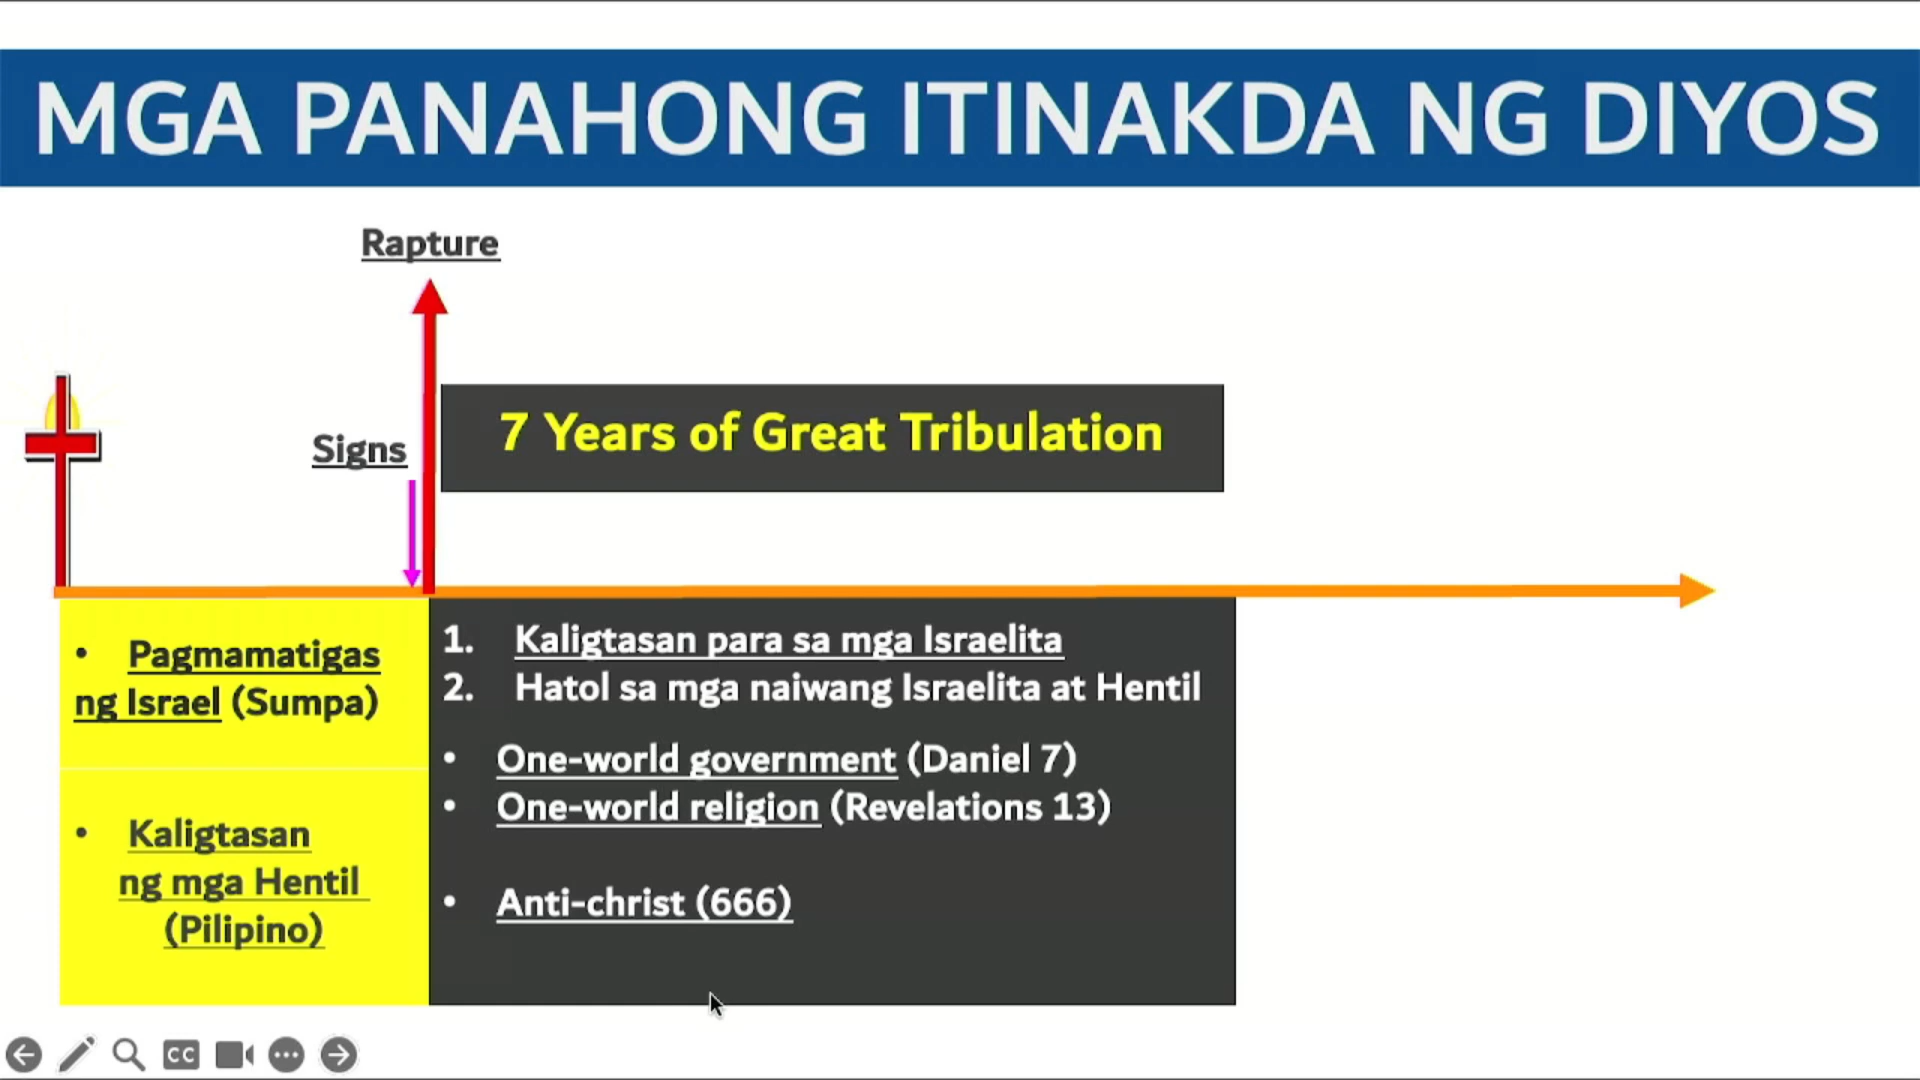 MGA PANAHONG ITINAKDA NG DIYOS
Rapture
Signs
7 Years of Great Tribulation
• Pagmamatigas
ng Israel (Sumpa)
• Kaligtasan
ng mga Hentil
(Pilipino)
1. Kaligtasan para sa mga Israelita
2. Hatol sa mga naiwang Israelita at Hentil
• One-world government (Daniel 7)
• One-world religion (Revelations 13)
• Anti-christ (666)
CC